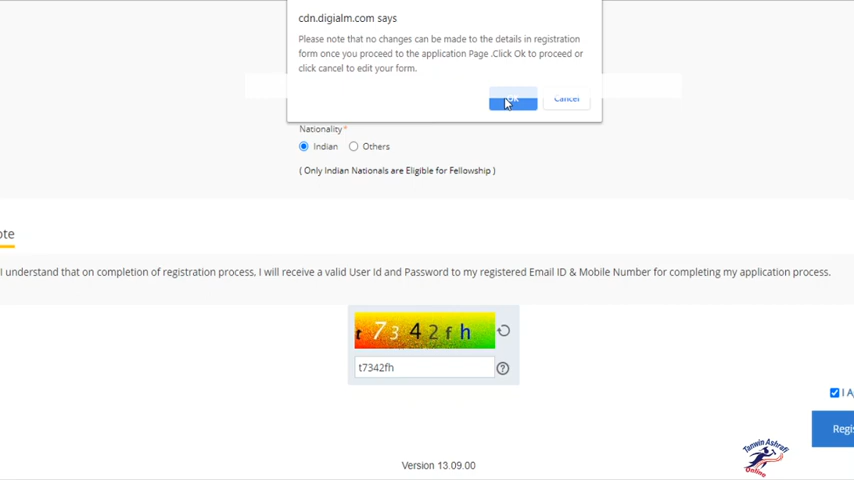 cdn.digialm.com says
Please note that no changes can be made to the details in registration
form once you proceed to the application Page .Click Ok to proceed or
click cancel to edit your form.
Cancel
Nationality*
Indian Others
( Only Indian Nationals are Eligible for Fellowship )
ote
I understand that on completion of registration process, I will receive a valid User Id and Password to my registered Email ID & Mobile Number for completing my application process.
t7342fh
t7342fh
I A
Regis
Tanwin Ashrafi
Online
Version 13.09.00